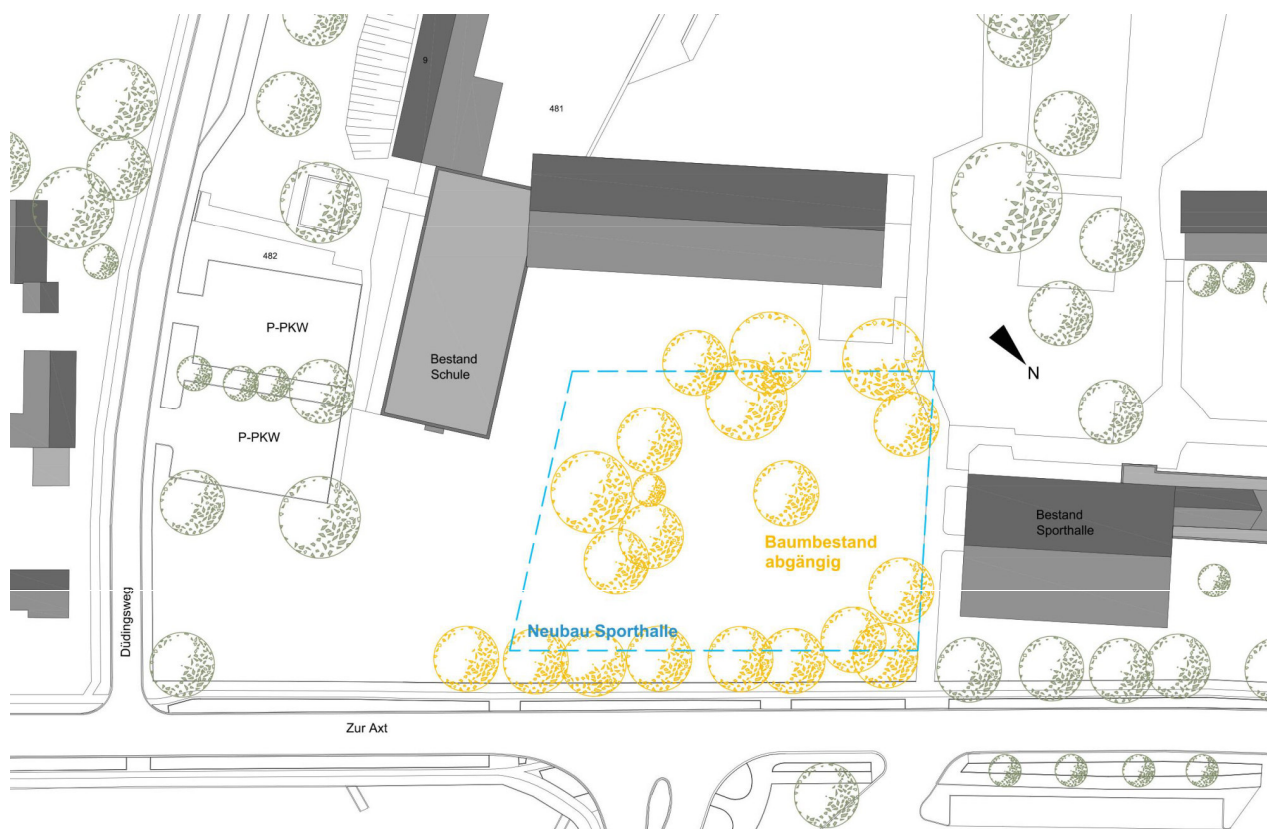 9
481
482
P-PKW
Bestand
Schule
N
P-PKW
Bestand
Sporthalle
Baumbestand
abgängig
Neubau Sporthalle
Düdingsweg
Zur Axt